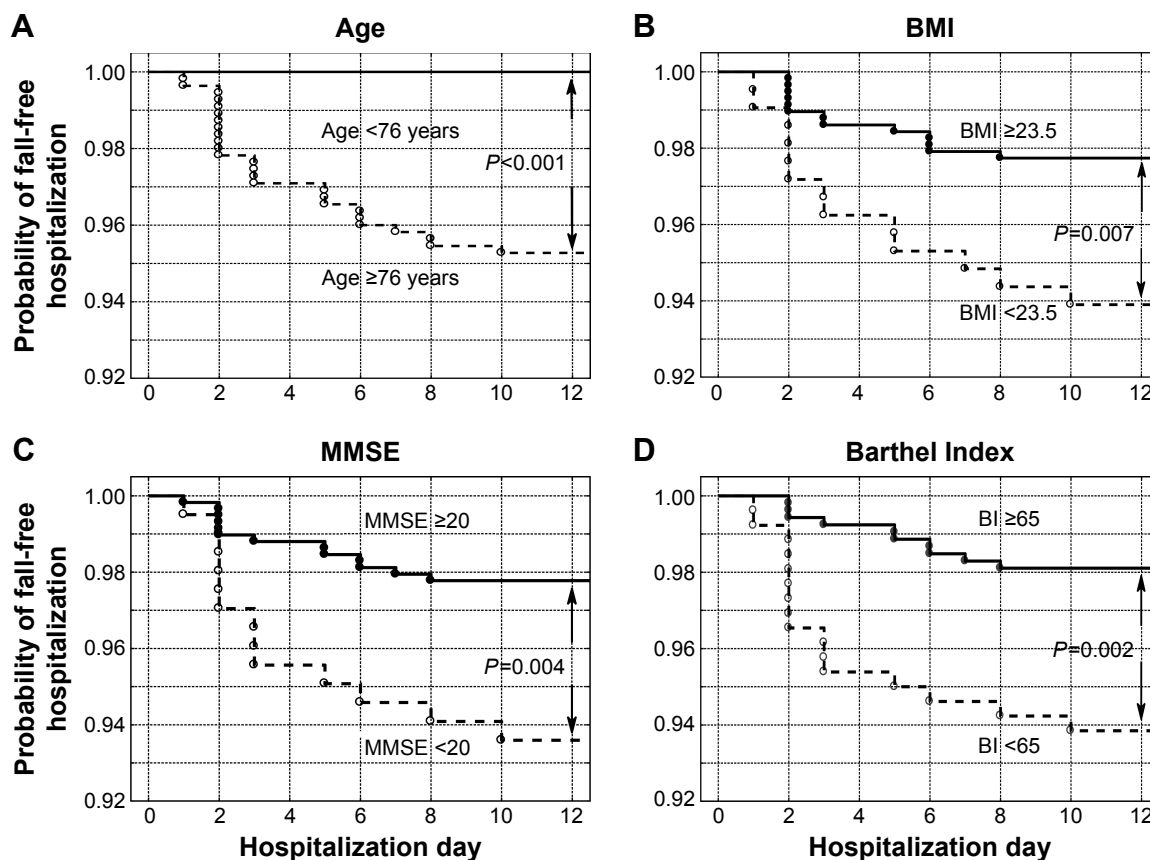 A
Age
Probability of fall-free
hospitalization
1.00
0.98
0.96
0.94
0.92
Age <76 years
P<0.001
Age ≥76 years
0 2 4 6 8 10 12
B
BMI
1.00
0.98
0.96
0.94
0.92
BMI ≥23.5
P=0.007
BMI <23.5
0 2 4 6 8 10 12
C
MMSE
Probability of fall-free
hospitalization
1.00
0.98
0.96
0.94
0.92
MMSE ≥20
P=0.004
MMSE <20
0 2 4 6 8 10 12
Hospitalization day
D
Barthel Index
1.00
0.98
0.96
0.94
0.92
BI ≥65
P=0.002
BI <65
0 2 4 6 8 10 12
Hospitalization day